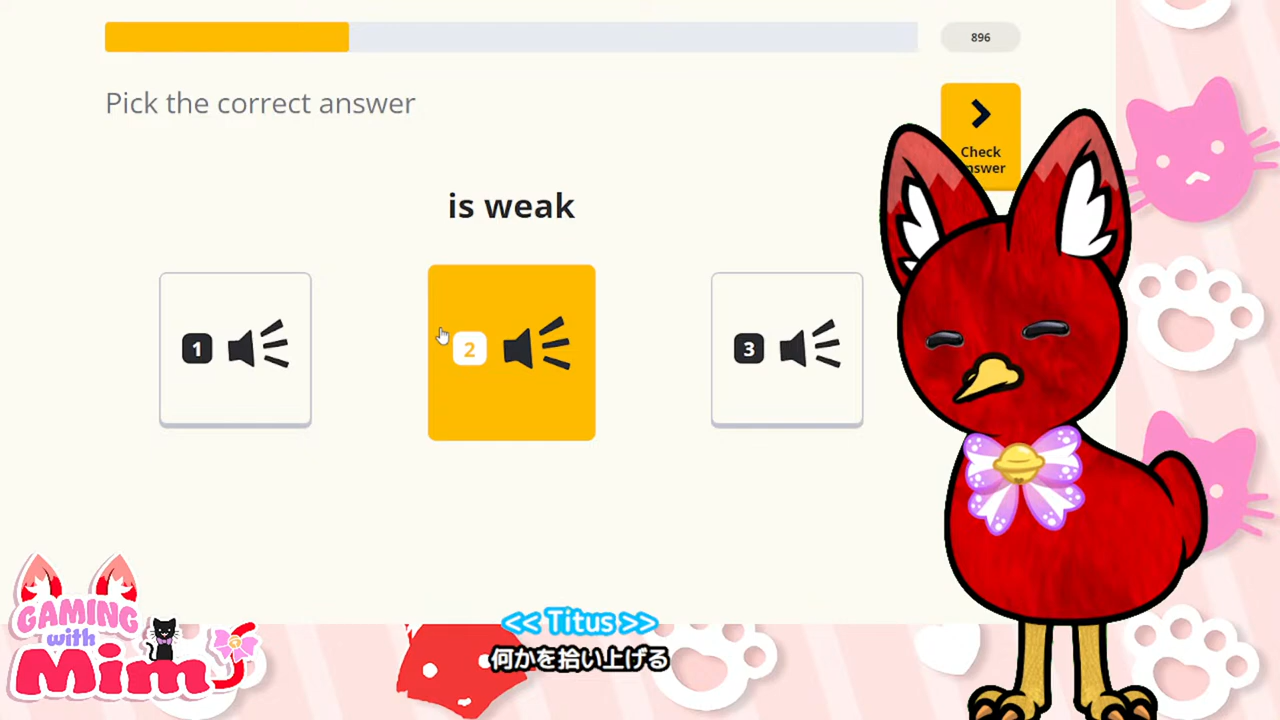 896
Pick the correct answer
Check
nswer
is weak
1
2
3
GAMING
with
Mim
<< Titus >>
何かを拾い上げる